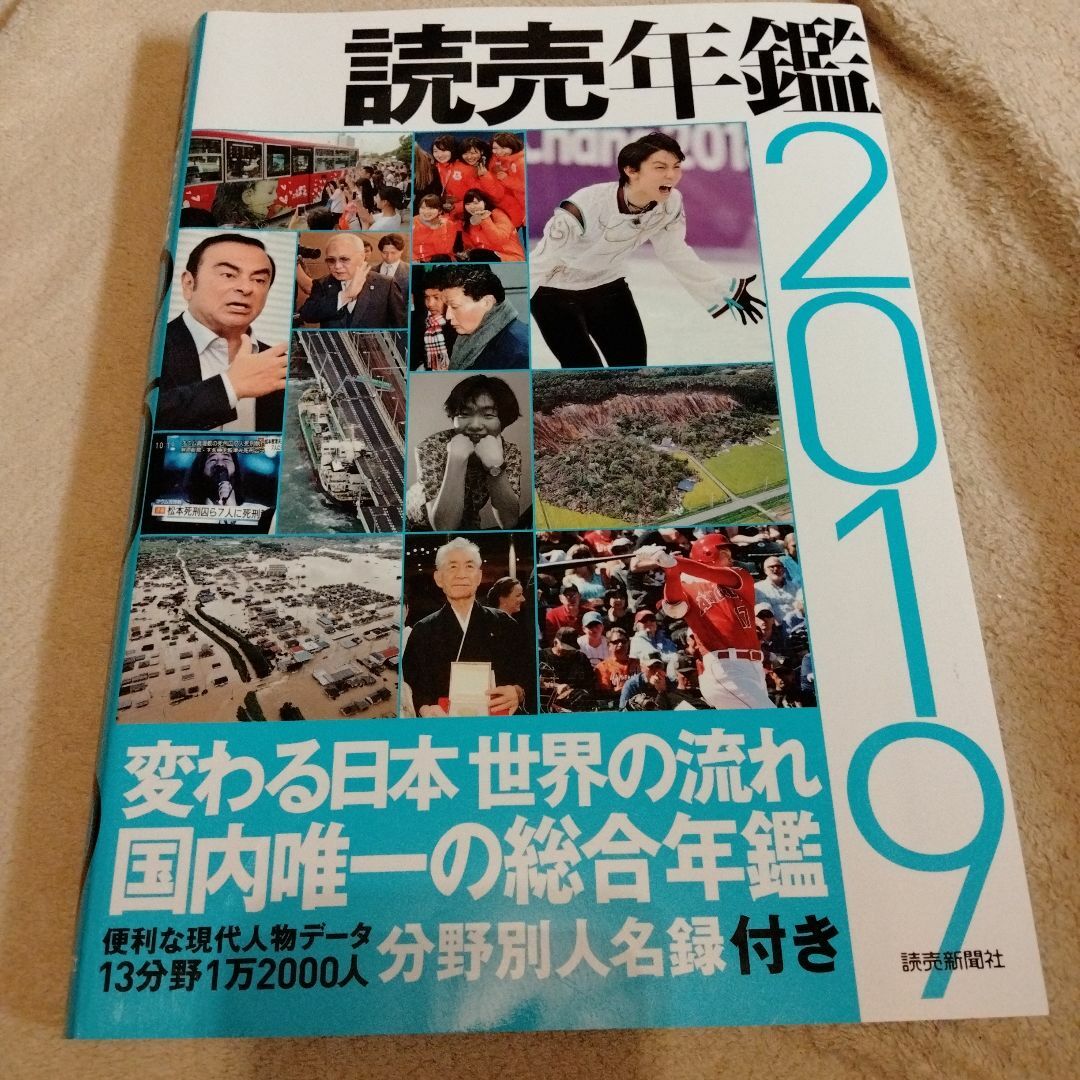 読売年鑑
2019
松本死刑囚ら7人に死刑
17
変わる日本 世界の流れ
国内唯一の総合年鑑
便利な現代人物データ
13分野1万2000人
分野別人名録付き
読売新聞社